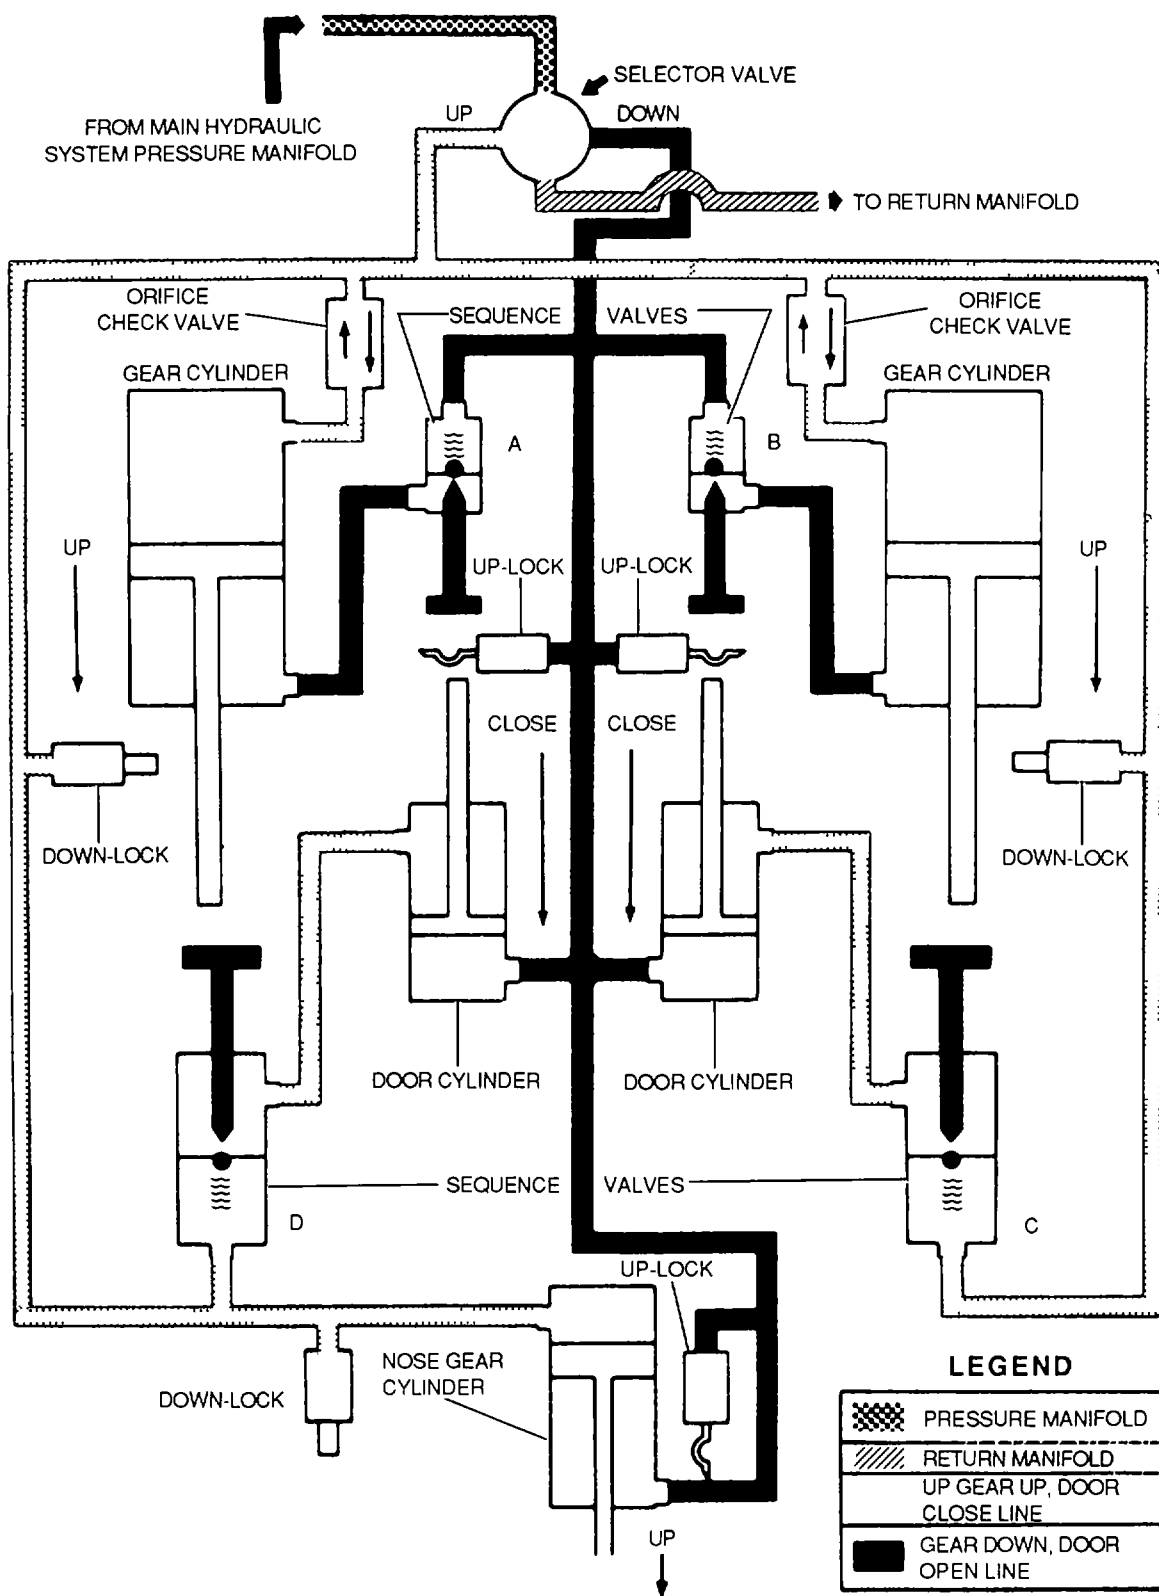 SELECTOR VALVE
UP
DOWN
FROM MAIN HYDRAULIC
SYSTEM PRESSURE MANIFOLD
TO RETURN MANIFOLD
ORIFICE
CHECK VALVE
SEQUENCE
VALVES
ORIFICE
CHECK VALVE
GEAR CYLINDER
GEAR CYLINDER
A
B
UP
UP-LOCK
UP-LOCK
UP
CLOSE
CLOSE
DOWN-LOCK
DOWN-LOCK
DOOR CYLINDER
DOOR CYLINDER
SEQUENCE
VALVES
D
C
UP-LOCK
NOSE GEAR
CYLINDER
DOWN-LOCK
UP
LEGEND
PRESSURE MANIFOLD
RETURN MANIFOLD
UP GEAR UP, DOOR
CLOSE LINE
GEAR DOWN, DOOR
OPEN LINE